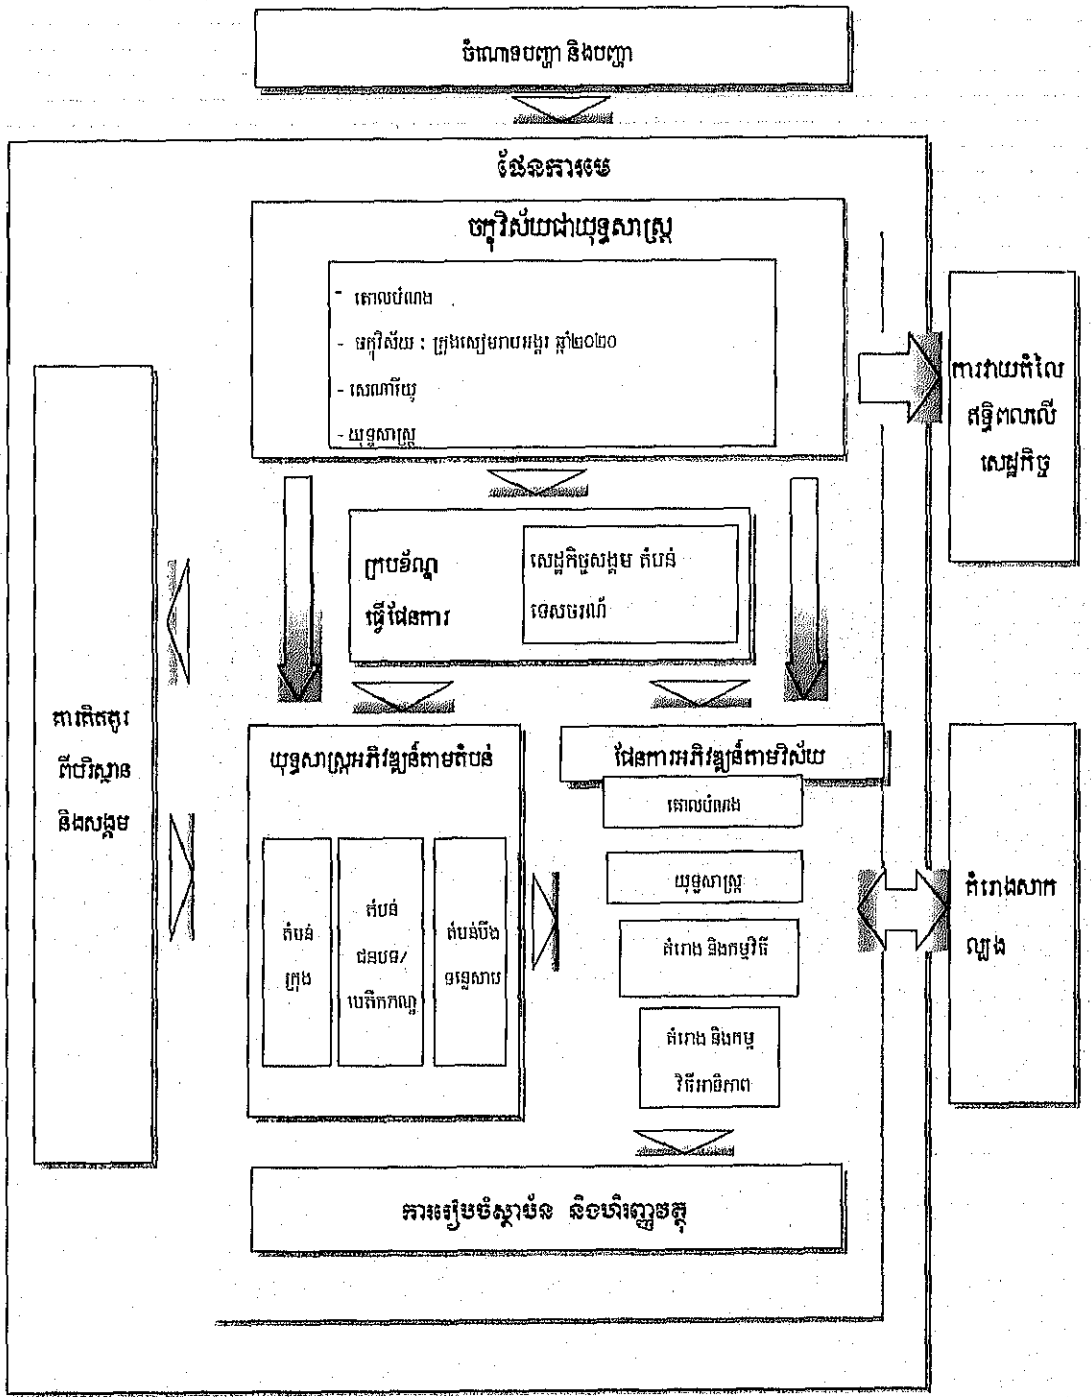 ចំណោទបញ្ហា និងបញ្ហា
ផែនការមេ
ចក្ខុវិស័យជាយុទ្ធសាស្ត្រ
- គោលបំណង
- ចក្ខុវិស័យ : ក្រុងសៀមរាបអង្គរ ឆ្នាំ២០២០
- សេណារីយូ
- យុទ្ធសាស្ត្រ
ការវាយតំលៃ
ឥទ្ធិពលលើ
សេដ្ឋកិច្ច
ក្របខ័ណ្ឌ
ធ្វើផែនការ
សេដ្ឋកិច្ចសង្គម តំបន់
ទេសចរណ៍
ការគិតគូរ
ពីបរិស្ថាន
និងសង្គម
យុទ្ធសាស្ត្រអភិវឌ្ឍន៍តាមតំបន់
តំបន់
ក្រុង
តំបន់
ជនបទ/
បេតិកភណ្ឌ
តំបន់បឹង
ទន្លេសាប
ផែនការអភិវឌ្ឍន៍តាមវិស័យ
គោលបំណង
យុទ្ធសាស្ត្រ
គំរោង និងកម្មវិធី
គំរោង និងកម្ម
វិធីអាទិភាព
គំរោងសាក
ល្បង
ការរៀបចំស្ថាប័ន និងហិរញ្ញវត្ថុ